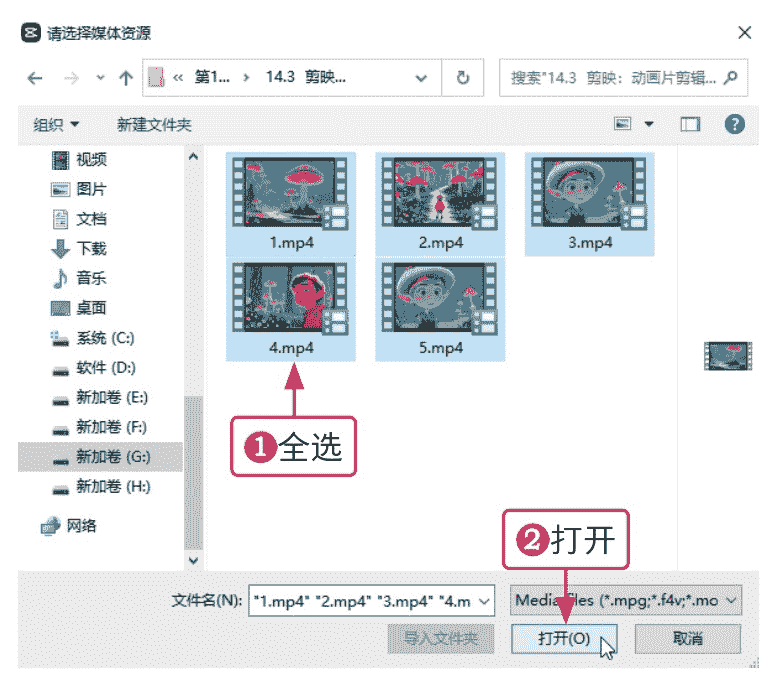 请选择媒体资源
« 第1... › 14.3 剪映...
搜索"14.3 剪映：动画片剪辑...
组织 新建文件夹
视频
图片
文档
下载
音乐
桌面
系统 (C:)
软件 (D:)
新加卷 (E:)
新加卷 (F:)
新加卷 (G:)
新加卷 (H:)
网络
1.mp4 2.mp4 3.mp4
4.mp4 5.mp4
❶全选
❷打开
文件名(N): "1.mp4" "2.mp4" "3.mp4" "4.m
Media files (*.mpg;*.f4v;*.mo
导入文件夹 打开(O) 取消